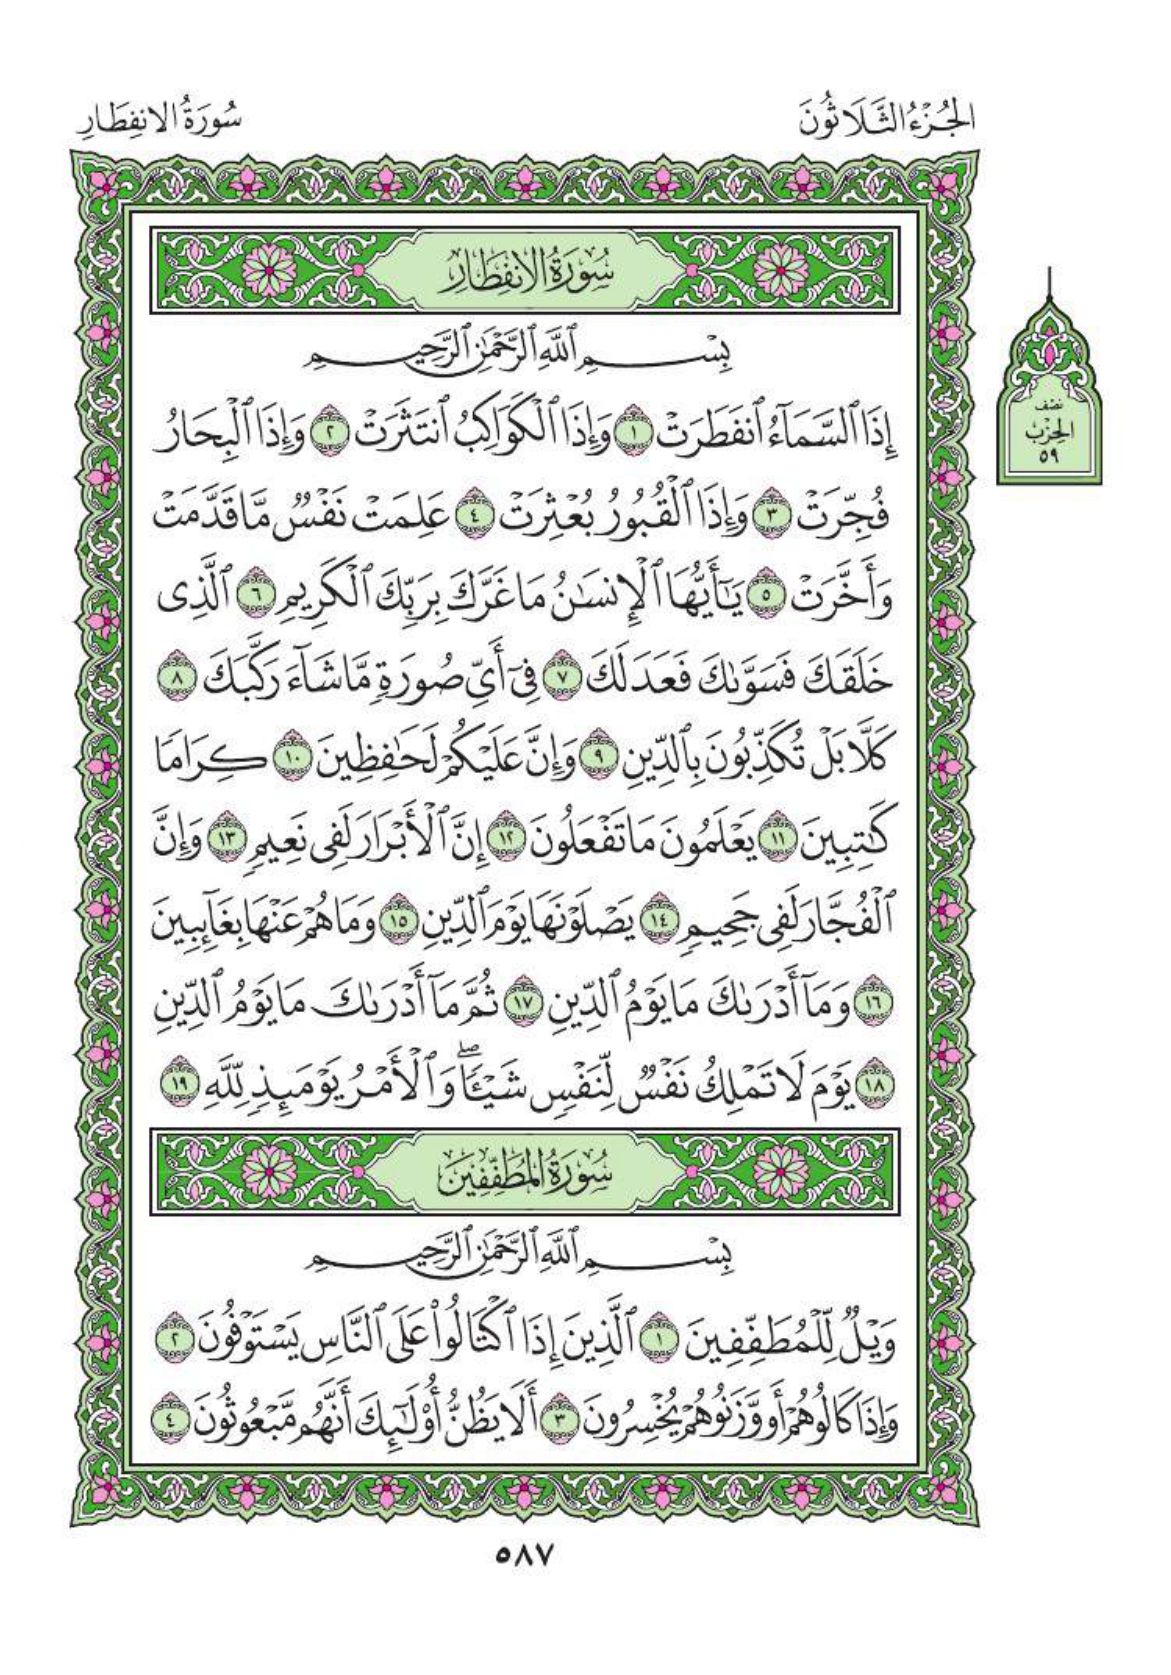 الجُزْءُ الثَّلَاثُونَ
سُورَةُ الانفِطَارِ
سُورَةُ الانفِطَارِ
بِسْمِ ٱللَّهِ ٱلرَّحْمَٰنِ ٱلرَّحِيمِ
إِذَا ٱلسَّمَآءُ ٱنفَطَرَتْ ١ وَإِذَا ٱلْكَوَاكِبُ ٱنتَثَرَتْ ٢ وَإِذَا ٱلْبِحَارُ
نصف
الحِزْب
٥٩
فُجِّرَتْ ٣ وَإِذَا ٱلْقُبُورُ بُعْثِرَتْ ٤ عَلِمَتْ نَفْسٌ مَّا قَدَّمَتْ
وَأَخَّرَتْ ٥ يَٰٓأَيُّهَا ٱلْإِنسَٰنُ مَا غَرَّكَ بِرَبِّكَ ٱلْكَرِيمِ ٦ ٱلَّذِى
خَلَقَكَ فَسَوَّىٰكَ فَعَدَلَكَ ٧ فِىٓ أَىِّ صُورَةٍ مَّا شَآءَ رَكَّبَكَ ٨
كَلَّا بَلْ تُكَذِّبُونَ بِٱلدِّينِ ٩ وَإِنَّ عَلَيْكُمْ لَحَٰفِظِينَ ١٠ كِرَامًا
كَٰتِبِينَ ١١ يَعْلَمُونَ مَا تَفْعَلُونَ ١٢ إِنَّ ٱلْأَبْرَارَ لَفِى نَعِيمٍ ١٣ وَإِنَّ
ٱلْفُجَّارَ لَفِى جَحِيمٍ ١٤ يَصْلَوْنَهَا يَوْمَ ٱلدِّينِ ١٥ وَمَا هُمْ عَنْهَا بِغَآئِبِينَ
١٦ وَمَآ أَدْرَىٰكَ مَا يَوْمُ ٱلدِّينِ ١٧ ثُمَّ مَآ أَدْرَىٰكَ مَا يَوْمُ ٱلدِّينِ
١٨ يَوْمَ لَا تَمْلِكُ نَفْسٌ لِّنَفْسٍ شَيْـًٔا ۖ وَٱلْأَمْرُ يَوْمَئِذٍ لِّلَّهِ ١٩
سُورَةُ المُطَفِّفِينَ
بِسْمِ ٱللَّهِ ٱلرَّحْمَٰنِ ٱلرَّحِيمِ
وَيْلٌ لِّلْمُطَفِّفِينَ ١ ٱلَّذِينَ إِذَا ٱكْتَالُوا۟ عَلَى ٱلنَّاسِ يَسْتَوْفُونَ ٢
وَإِذَا كَالُوهُمْ أَو وَّزَنُوهُمْ يُخْسِرُونَ ٣ أَلَا يَظُنُّ أُو۟لَٰٓئِكَ أَنَّهُم مَّبْعُوثُونَ ٤
٥٨٧